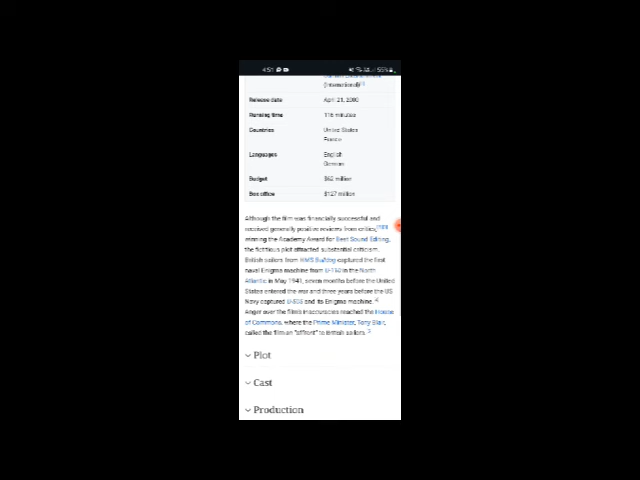 4:51
55%
(International)
Release date April 21, 2000
Running time 116 minutes
Countries United States
France
Languages English
German
Budget $62 million
Box office $127 million
Although the film was financially successful and
received generally positive reviews from critics,
winning the Academy Award for Best Sound Editing,
the fictitious plot attracted substantial criticism.
British sailors from HMS Bulldog captured the first
naval Enigma machine from U-110 in the North
Atlantic in May 1941, seven months before the United
States entered the war and three years before the US
Navy captured U-505 and its Enigma machine.
Anger over the film's inaccuracies reached the House
of Commons, where the Prime Minister, Tony Blair,
called the film an "affront" to British sailors.
Plot
Cast
Production